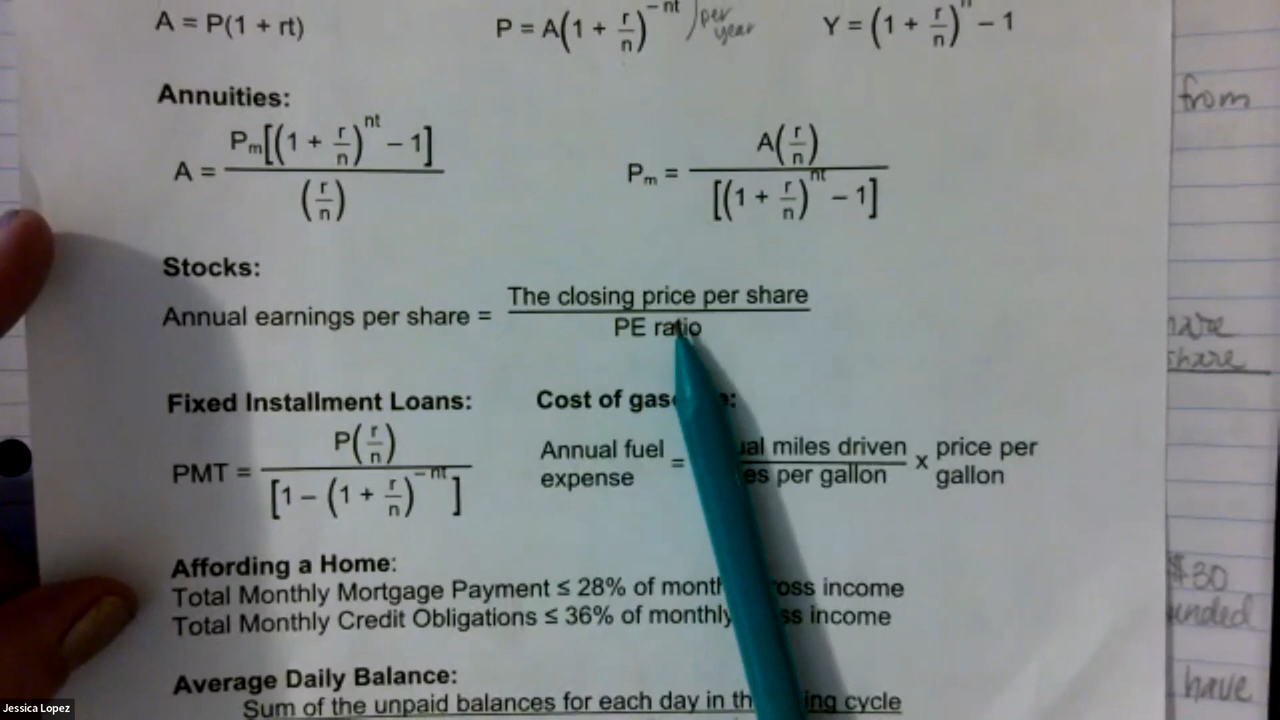 A = P(1 + rt)
P = A(1 + r/n)^-nt
/per year
Y = (1 + r/n)^n - 1
from
Annuities:
A = Pm[(1 + r/n)^nt - 1] / (r/n)
Pm = A(r/n) / [(1 + r/n)^nt - 1]
Stocks:
Annual earnings per share = The closing price per share / PE ratio
share
Fixed Installment Loans:
PMT = P(r/n) / [1 - (1 + r/n)^-nt]
Cost of
Annual fuel expense = miles driven / per gallon x price per gallon
Affording a Home:
Total Monthly Mortgage Payment ≤ 28% of income
Total Monthly Credit Obligations ≤ 36% of monthly income
$30
have
Average Daily Balance:
Sum of the unpaid balances for each day in cycle
Jessica Lopez